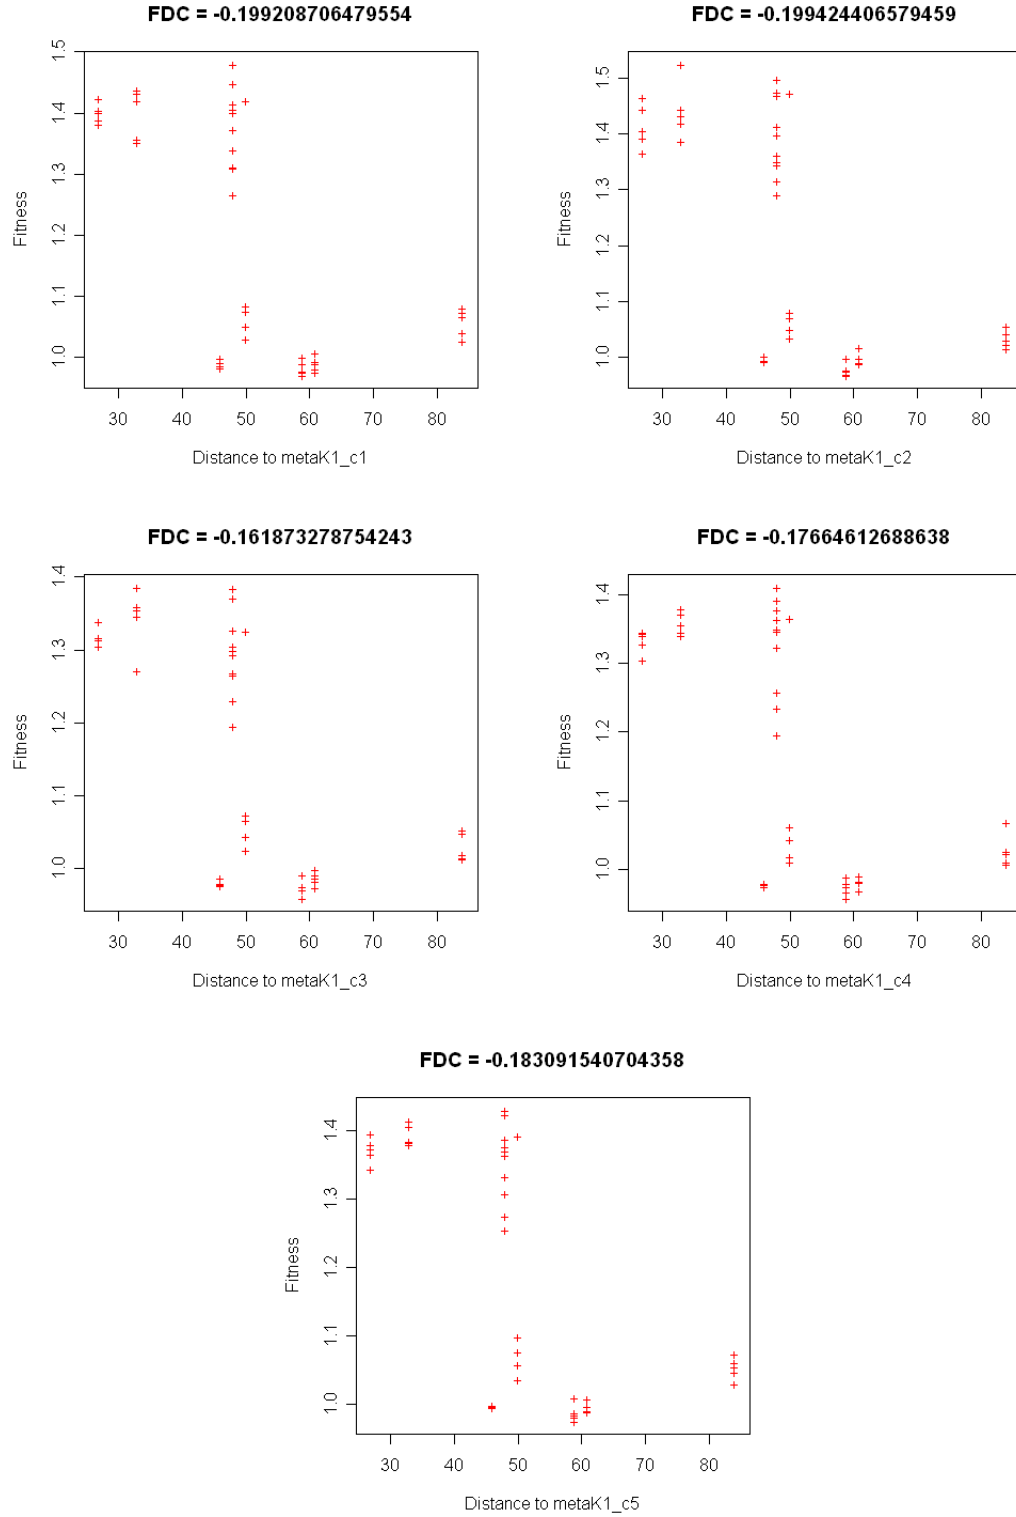 FDC = -0.199208706479554
FDC = -0.199424406579459
Fitness
1.0 1.1 1.2 1.3 1.4 1.5
30 40 50 60 70 80
Distance to metaK1_c1
Fitness
1.0 1.1 1.2 1.3 1.4 1.5
30 40 50 60 70 80
Distance to metaK1_c2
FDC = -0.161873278754243
FDC = -0.17664612688638
Fitness
1.0 1.1 1.2 1.3 1.4
30 40 50 60 70 80
Distance to metaK1_c3
Fitness
1.0 1.1 1.2 1.3 1.4
30 40 50 60 70 80
Distance to metaK1_c4
FDC = -0.183091540704358
Fitness
1.0 1.1 1.2 1.3 1.4
30 40 50 60 70 80
Distance to metaK1_c5